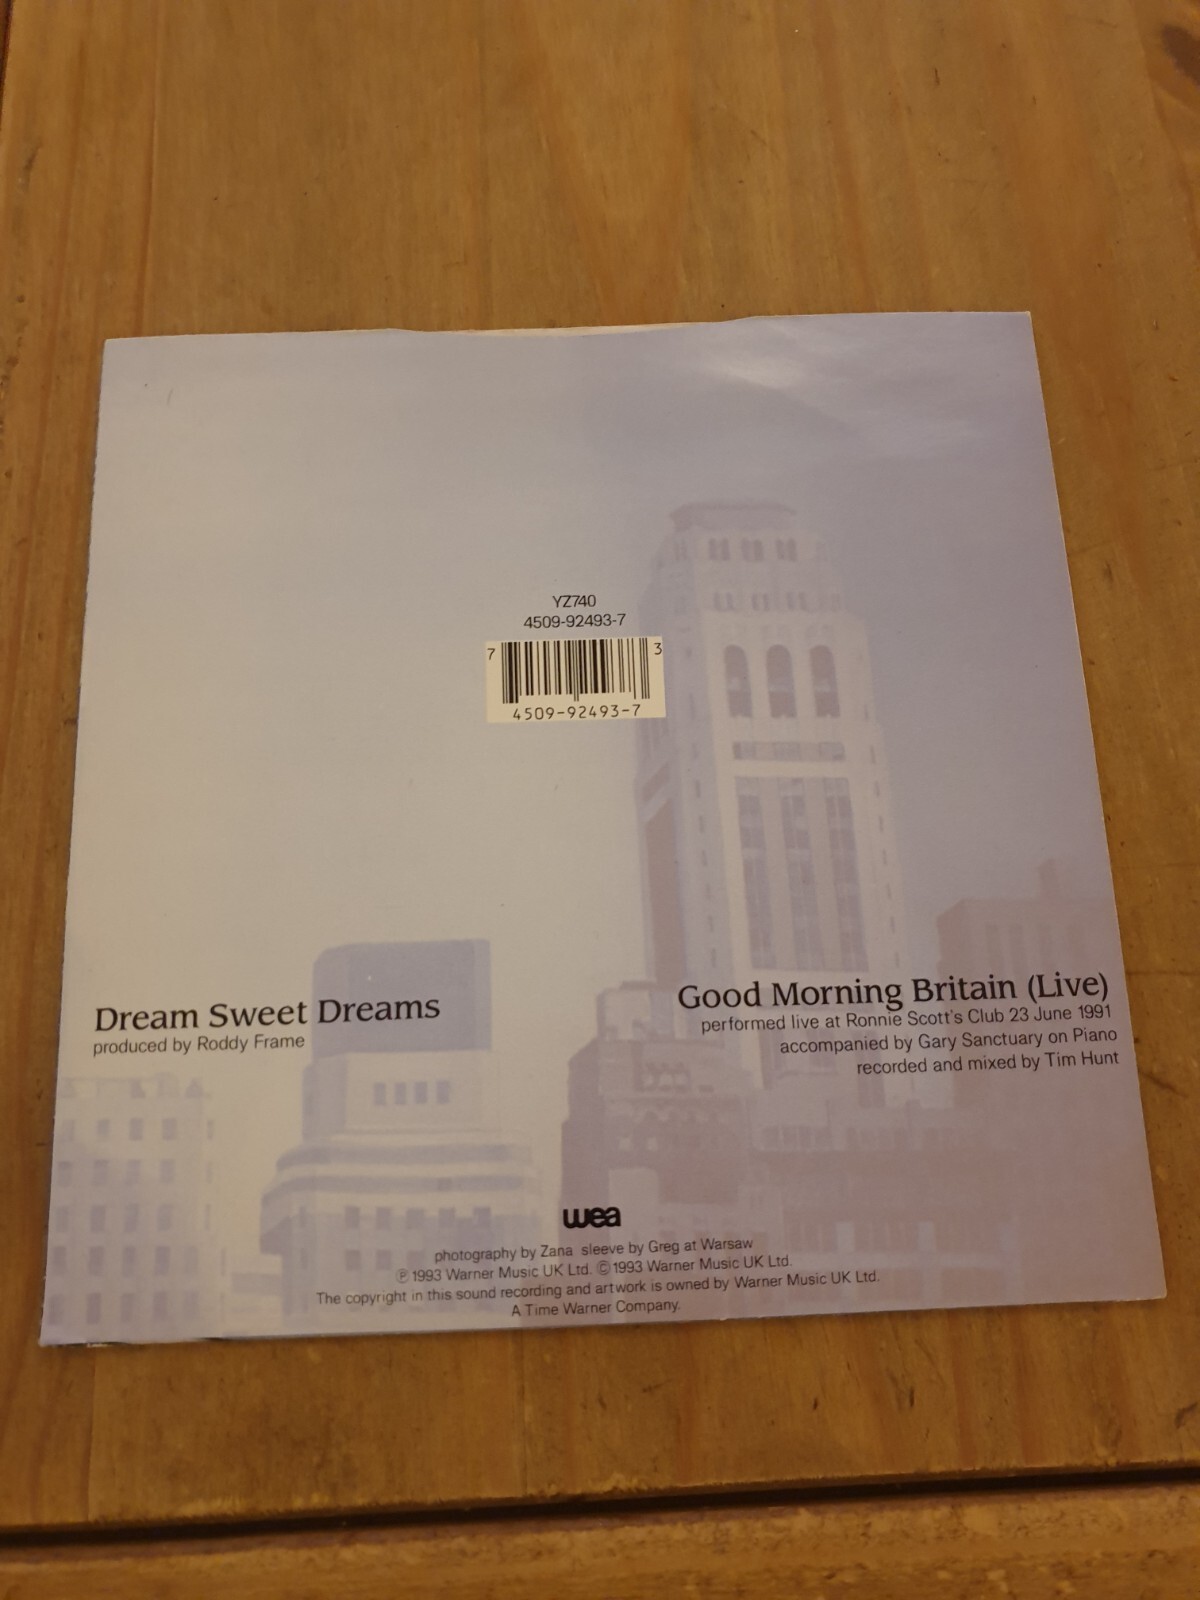 YZ740
4509-92493-7
7 3
4509-92493-7
Dream Sweet Dreams
produced by Roddy Frame
Good Morning Britain (Live)
performed live at Ronnie Scott's Club 23 June 1991
accompanied by Gary Sanctuary on Piano
recorded and mixed by Tim Hunt
wea
photography by Zana sleeve by Greg at Warsaw
℗ 1993 Warner Music UK Ltd. © 1993 Warner Music UK Ltd.
The copyright in this sound recording and artwork is owned by Warner Music UK Ltd.
A Time Warner Company.